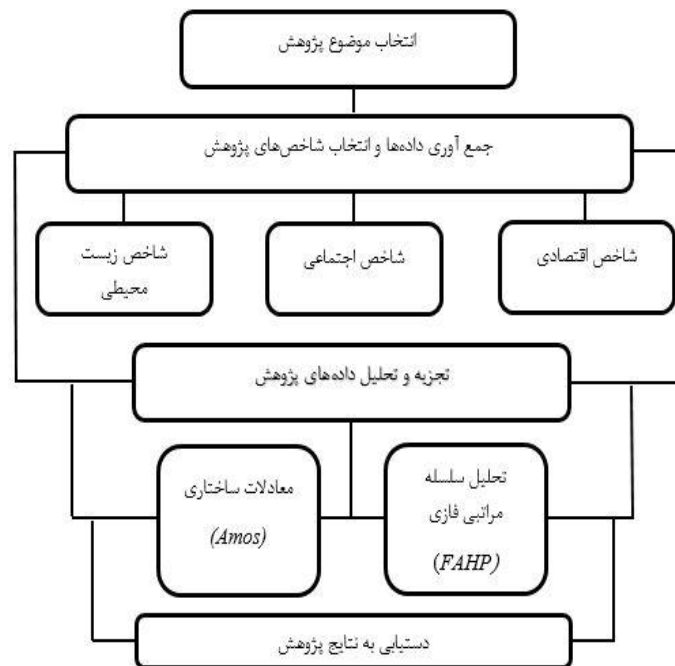 انتخاب موضوع پژوهش
جمع آوری داده‌ها و انتخاب شاخص‌های پژوهش
شاخص اقتصادی
شاخص اجتماعی
شاخص زیست
محیطی
تجزیه و تحلیل داده‌های پژوهش
تحلیل سلسله
مراتبی فازی
(FAHP)
معادلات ساختاری
(Amos)
دستیابی به نتایج پژوهش